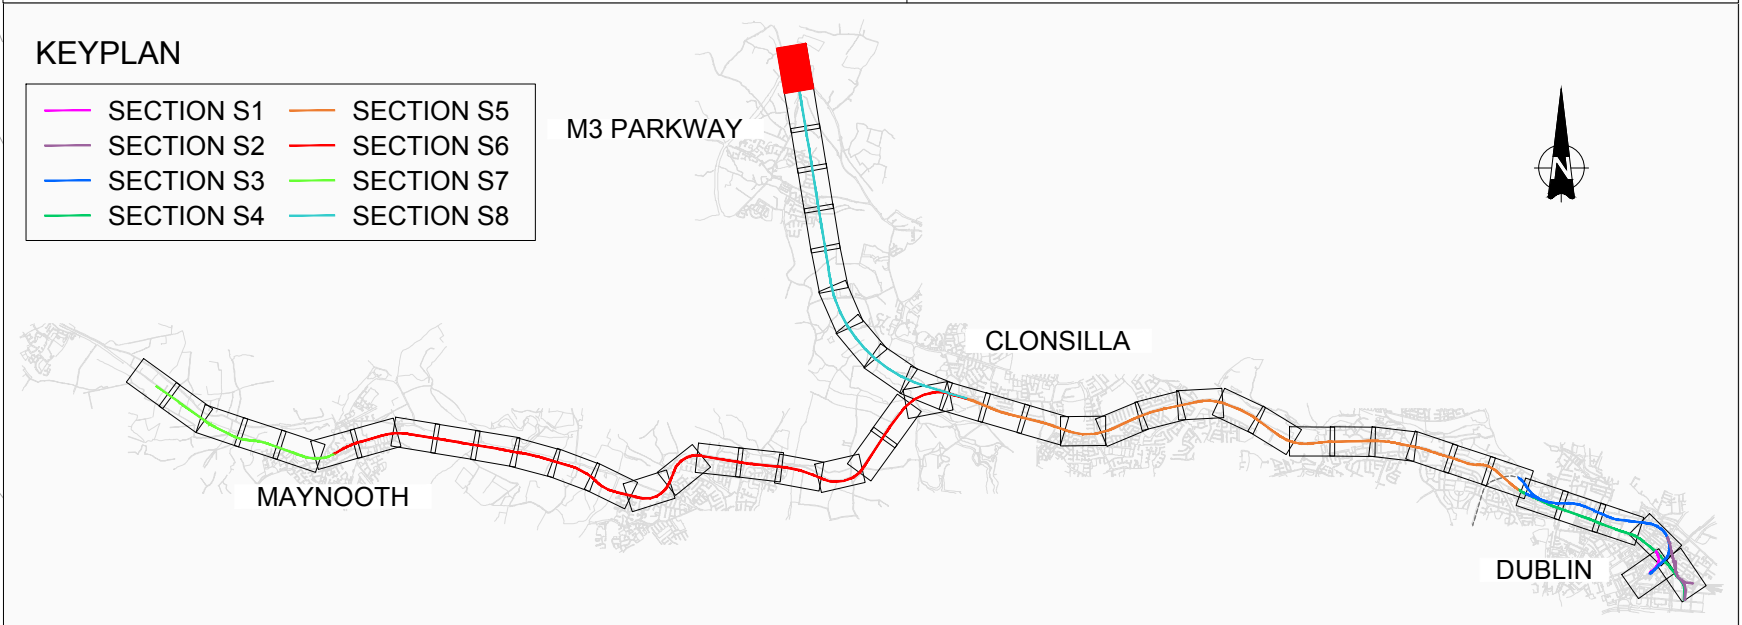 KEYPLAN
SECTION S1 SECTION S5
SECTION S2 SECTION S6
SECTION S3 SECTION S7
SECTION S4 SECTION S8
M3 PARKWAY
N
CLONSILLA
MAYNOOTH
DUBLIN